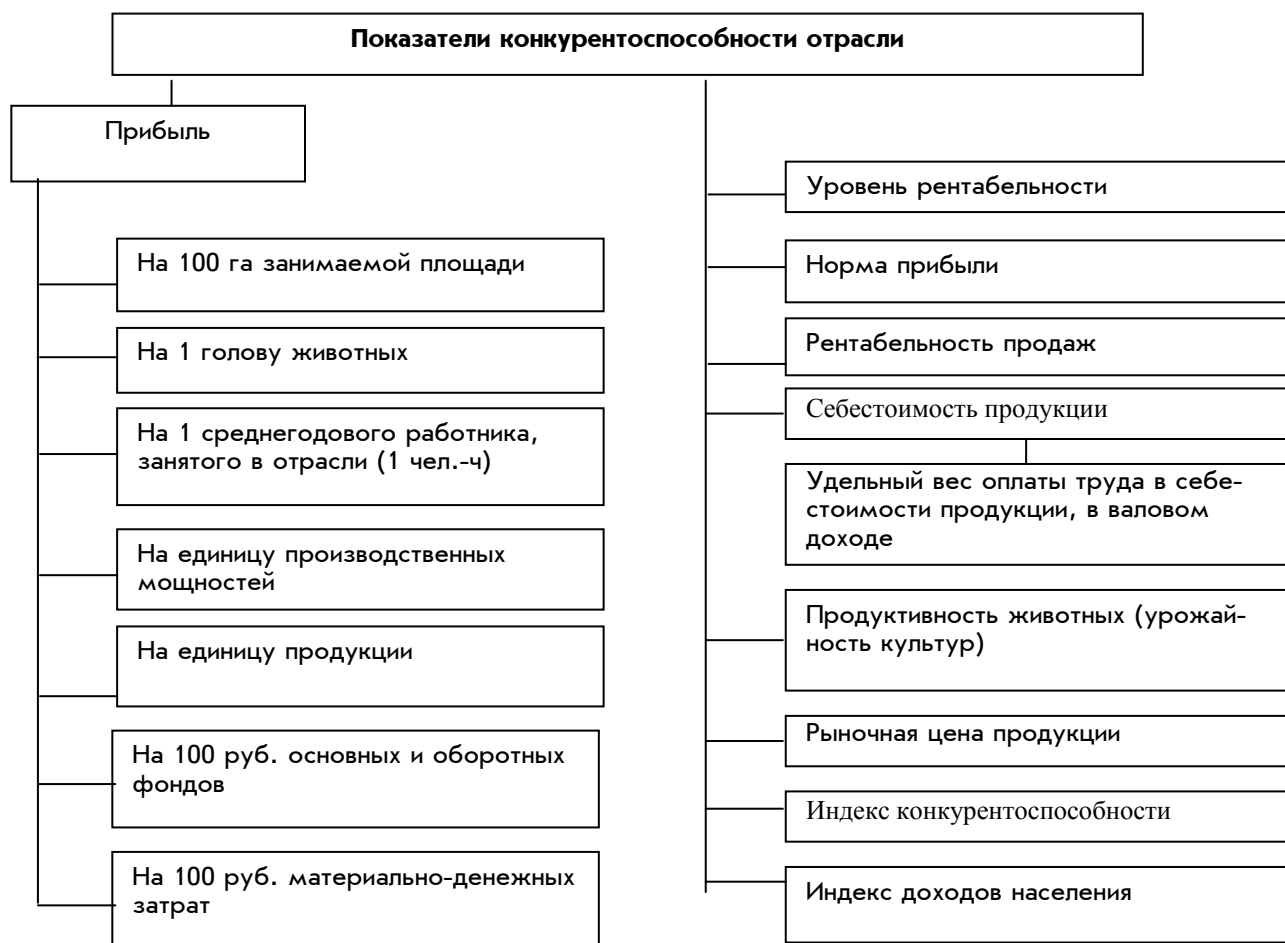 Показатели конкурентоспособности отрасли
Прибыль
На 100 га занимаемой площади
На 1 голову животных
На 1 среднегодового работника,
занятого в отрасли (1 чел.-ч)
На единицу производственных
мощностей
На единицу продукции
На 100 руб. основных и оборотных
фондов
На 100 руб. материально-денежных
затрат
Уровень рентабельности
Норма прибыли
Рентабельность продаж
Себестоимость продукции
Удельный вес оплаты труда в себе-
стоимости продукции, в валовом
доходе
Продуктивность животных (урожай-
ность культур)
Рыночная цена продукции
Индекс конкурентоспособности
Индекс доходов населения